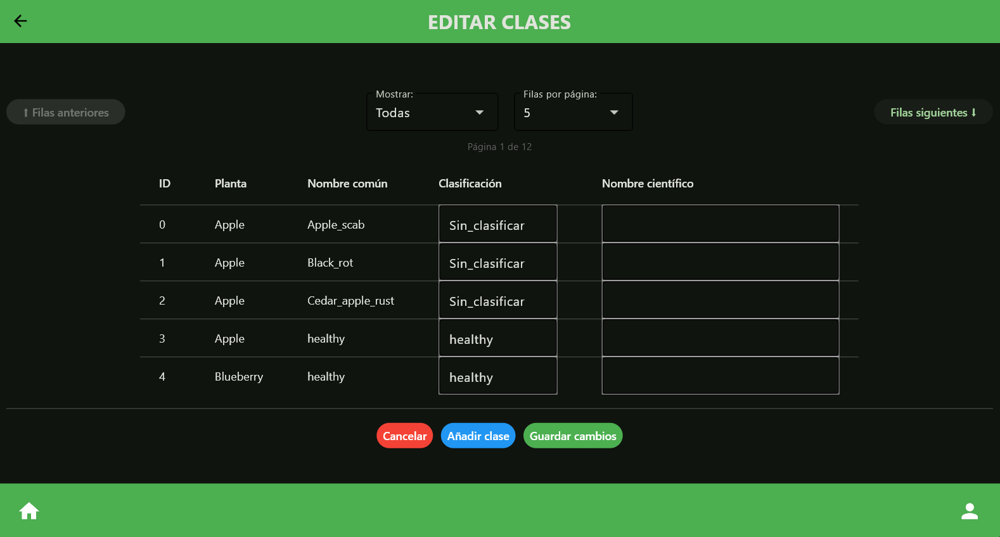 EDITAR CLASES
⬆ Filas anteriores
Mostrar:
Todas
Filas por página:
5
Filas siguientes ⬇
Página 1 de 12
ID Planta Nombre común Clasificación Nombre científico
0 Apple Apple_scab Sin_clasificar
1 Apple Black_rot Sin_clasificar
2 Apple Cedar_apple_rust Sin_clasificar
3 Apple healthy healthy
4 Blueberry healthy healthy
Cancelar Añadir clase Guardar cambios